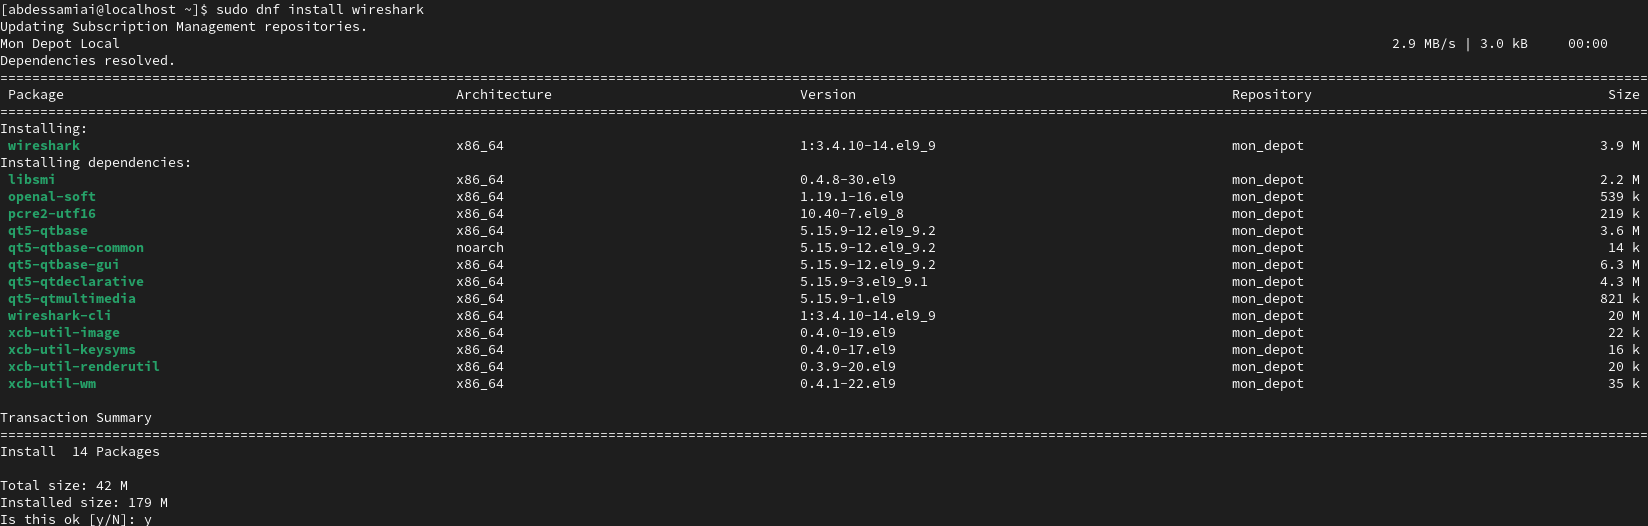 [abdessamiai@localhost ~]$ sudo dnf install wireshark
Updating Subscription Management repositories.
Mon Depot Local 2.9 MB/s | 3.0 kB 00:00
Dependencies resolved.
Package Architecture Version Repository Size
Installing:
wireshark x86_64 1:3.4.10-14.el9_9 mon_depot 3.9 M
Installing dependencies:
libsmi x86_64 0.4.8-30.el9 mon_depot 2.2 M
openal-soft x86_64 1.19.1-16.el9 mon_depot 539 k
pcre2-utf16 x86_64 10.40-7.el9_8 mon_depot 219 k
qt5-qtbase x86_64 5.15.9-12.el9_9.2 mon_depot 3.6 M
qt5-qtbase-common noarch 5.15.9-12.el9_9.2 mon_depot 14 k
qt5-qtbase-gui x86_64 5.15.9-12.el9_9.2 mon_depot 6.3 M
qt5-qtdeclarative x86_64 5.15.9-3.el9_9.1 mon_depot 4.3 M
qt5-qtmultimedia x86_64 5.15.9-1.el9 mon_depot 821 k
wireshark-cli x86_64 1:3.4.10-14.el9_9 mon_depot 20 M
xcb-util-image x86_64 0.4.0-19.el9 mon_depot 22 k
xcb-util-keysyms x86_64 0.4.0-17.el9 mon_depot 16 k
xcb-util-renderutil x86_64 0.3.9-20.el9 mon_depot 20 k
xcb-util-wm x86_64 0.4.1-22.el9 mon_depot 35 k
Transaction Summary
Install 14 Packages
Total size: 42 M
Installed size: 179 M
Is this ok [y/N]: y